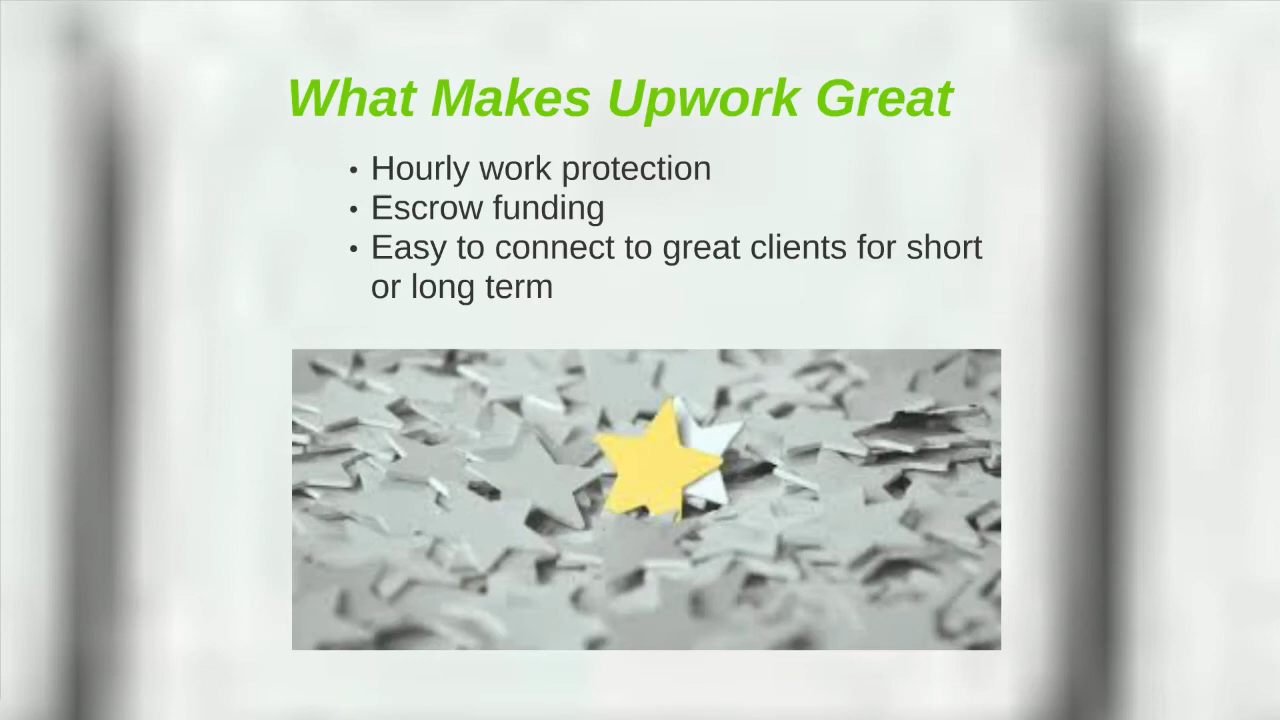 What Makes Upwork Great
• Hourly work protection
• Escrow funding
• Easy to connect to great clients for short
or long term